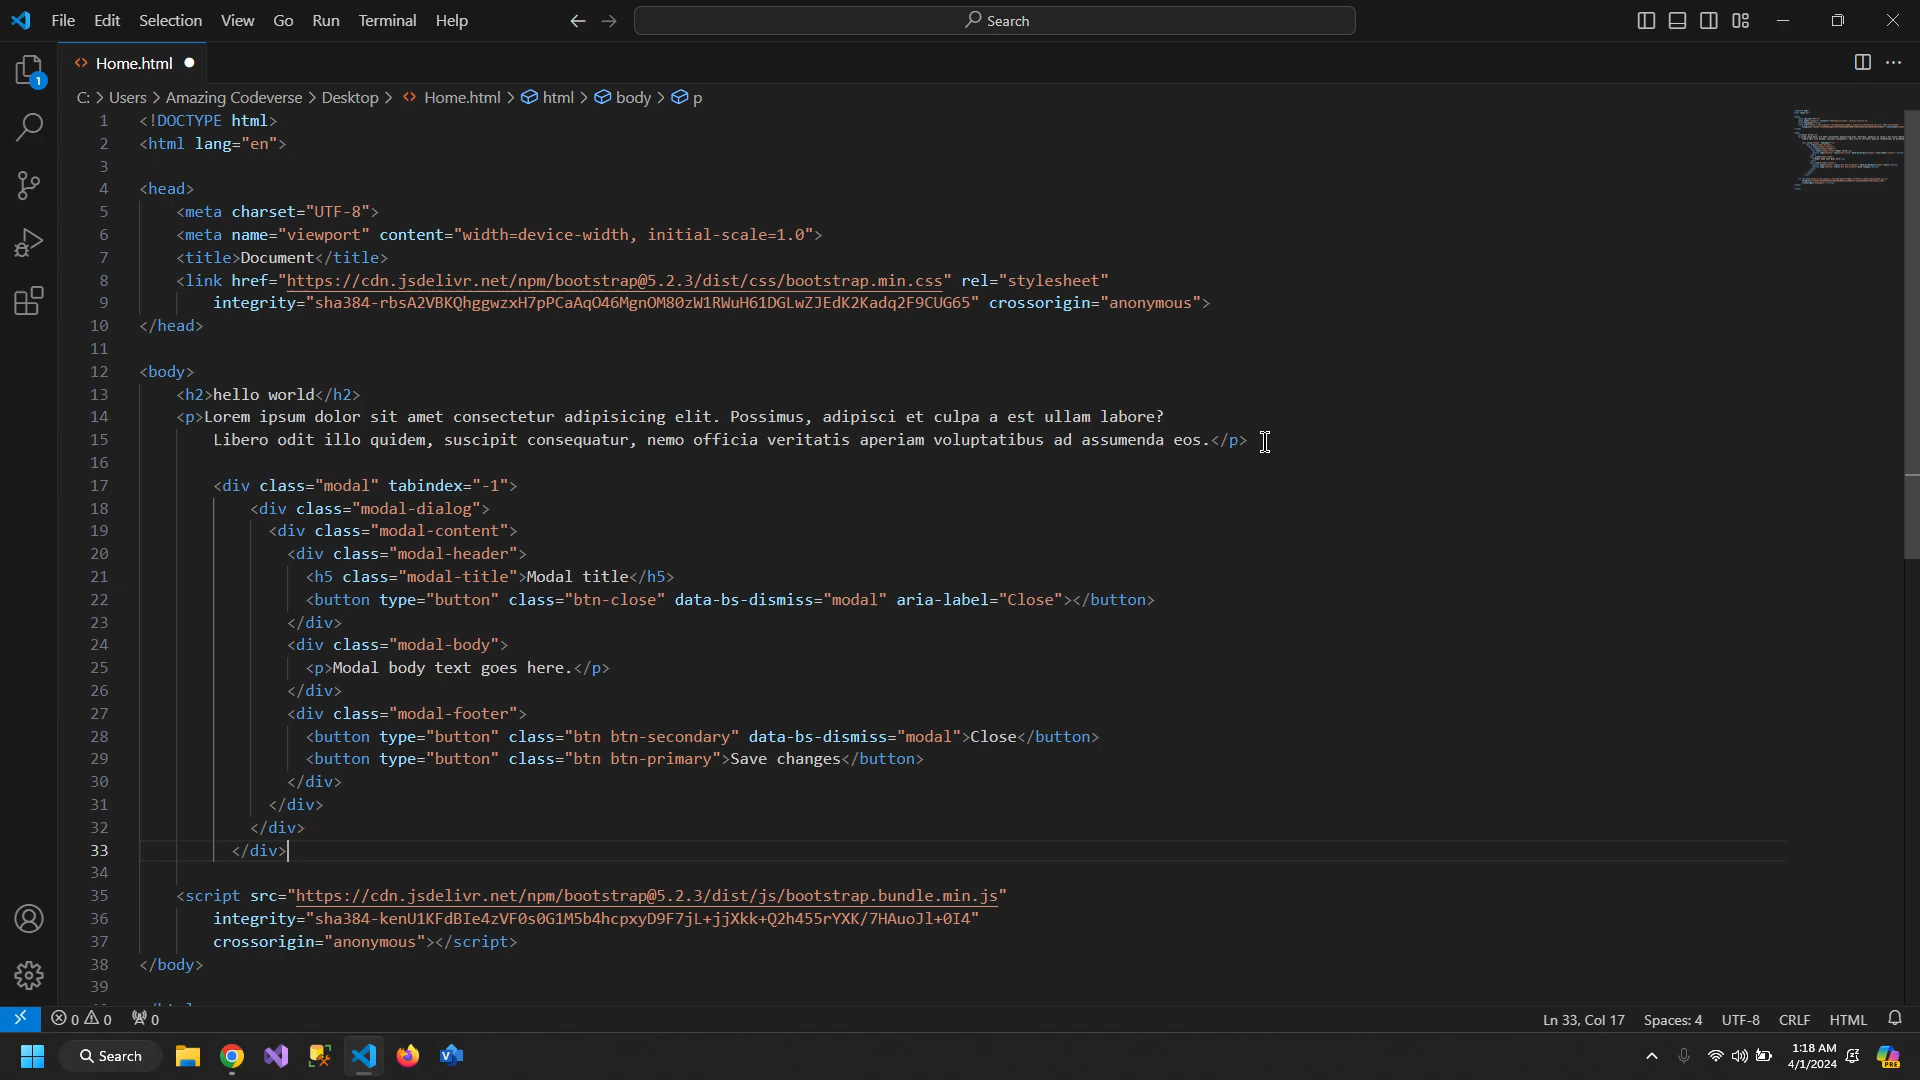 File Edit Selection View Go Run Terminal Help Search
Home.html
C: > Users > Amazing Codeverse > Desktop > Home.html > html > body > p
1 <!DOCTYPE html>
2 <html lang="en">
3
4 <head>
5 <meta charset="UTF-8">
6 <meta name="viewport" content="width=device-width, initial-scale=1.0">
7 <title>Document</title>
8 <link href="https://cdn.jsdelivr.net/npm/bootstrap@5.2.3/dist/css/bootstrap.min.css" rel="stylesheet"
9 integrity="sha384-rbsA2VBKQhggwzxH7pPCaAqO46MgnOM80zW1RWuH61DGLwZJEdK2Kadq2F9CUG65" crossorigin="anonymous">
10 </head>
11
12 <body>
13 <h2>hello world</h2>
14 <p>Lorem ipsum dolor sit amet consectetur adipisicing elit. Possimus, adipisci et culpa a est ullam labore?
15 Libero odit illo quidem, suscipit consequatur, nemo officia veritatis aperiam voluptatibus ad assumenda eos.</p>
16
17 <div class="modal" tabindex="-1">
18 <div class="modal-dialog">
19 <div class="modal-content">
20 <div class="modal-header">
21 <h5 class="modal-title">Modal title</h5>
22 <button type="button" class="btn-close" data-bs-dismiss="modal" aria-label="Close"></button>
23 </div>
24 <div class="modal-body">
25 <p>Modal body text goes here.</p>
26 </div>
27 <div class="modal-footer">
28 <button type="button" class="btn btn-secondary" data-bs-dismiss="modal">Close</button>
29 <button type="button" class="btn btn-primary">Save changes</button>
30 </div>
31 </div>
32 </div>
33 </div>
34
35 <script src="https://cdn.jsdelivr.net/npm/bootstrap@5.2.3/dist/js/bootstrap.bundle.min.js"
36 integrity="sha384-kenU1KFdBIe4zVF0s0G1M5b4hcpxyD9F7jL+jjXkk+Q2h455rYXK/7HAuoJl+0I4"
37 crossorigin="anonymous"></script>
38 </body>
39
1
0 0 0 Ln 33, Col 17 Spaces: 4 UTF-8 CRLF HTML
Search
1:18 AM
4/1/2024
PRE